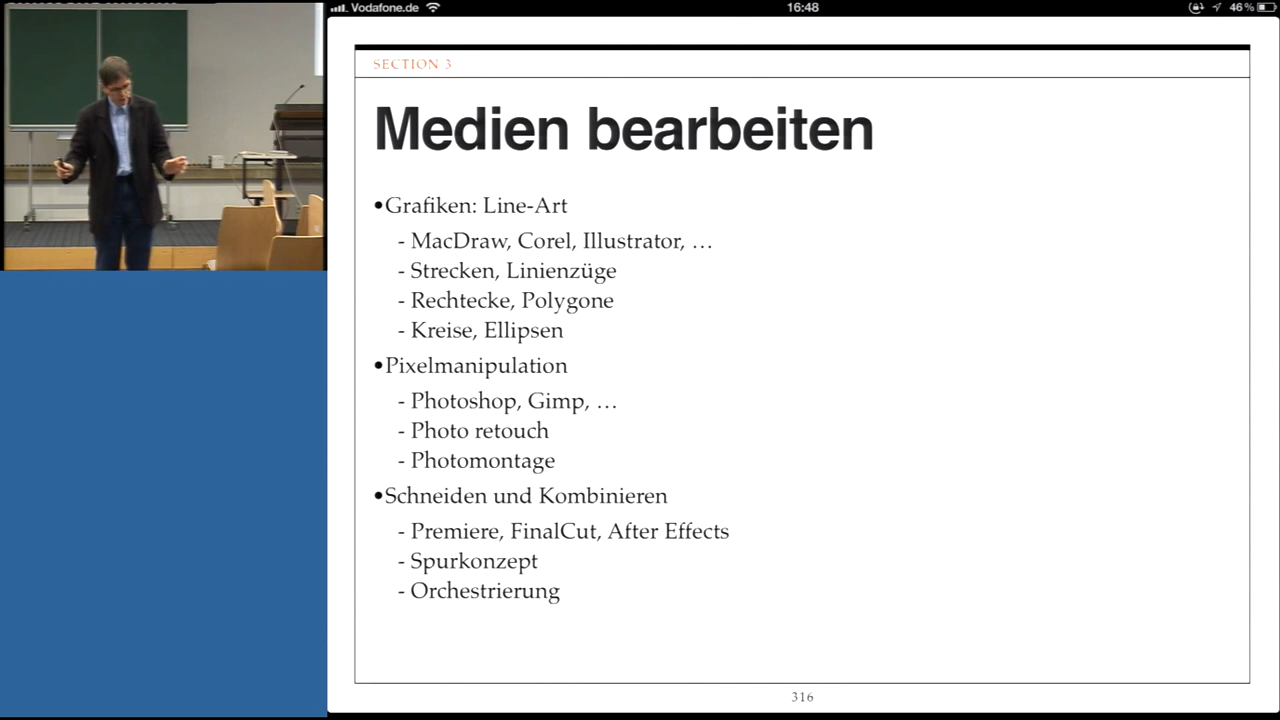 Vodafone.de
16:48
46%
SECTION 3
Medien bearbeiten
•Grafiken: Line-Art
- MacDraw, Corel, Illustrator, …
- Strecken, Linienzüge
- Rechtecke, Polygone
- Kreise, Ellipsen
•Pixelmanipulation
- Photoshop, Gimp, …
- Photo retouch
- Photomontage
•Schneiden und Kombinieren
- Premiere, FinalCut, After Effects
- Spurkonzept
- Orchestrierung
316